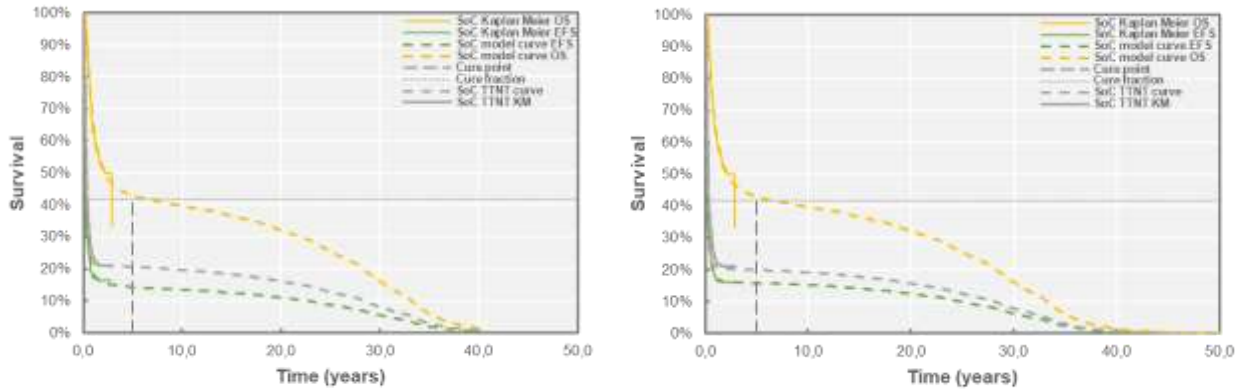 100%
90%
80%
70%
60%
50%
40%
30%
20%
10%
0%
Survival
0,0
10,0
20,0
30,0
40,0
50,0
Time (years)
SoC Kaplan Meier OS
SoC Kaplan Meier EFS
SoC model curve EFS
SoC model curve OS
Cure point
Cure fraction
SoC TTNT curve
SoC TTNT KM
100%
90%
80%
70%
60%
50%
40%
30%
20%
10%
0%
Survival
0,0
10,0
20,0
30,0
40,0
50,0
Time (years)
SoC Kaplan Meier OS
SoC Kaplan Meier EFS
SoC model curve EFS
SoC model curve OS
Cure point
Cure fraction
SoC TTNT curve
SoC TTNT KM